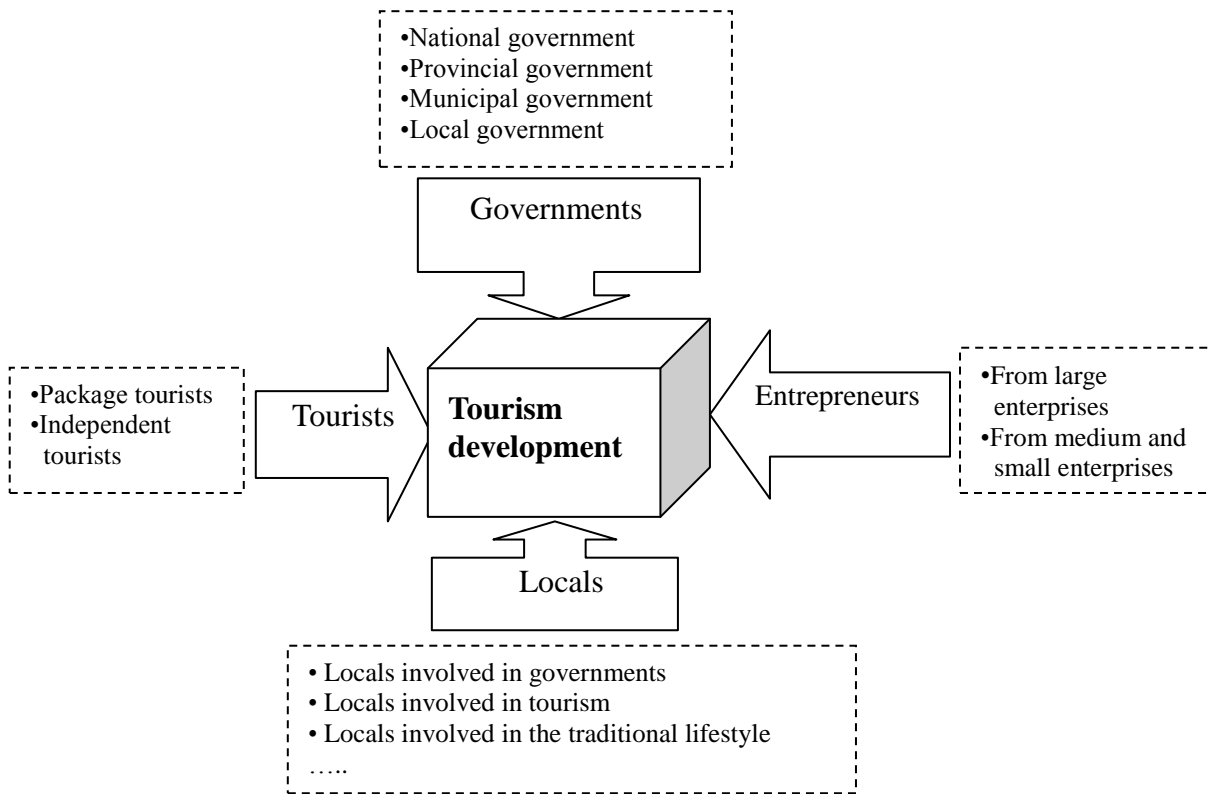 •National government
•Provincial government
•Municipal government
•Local government
Governments
•Package tourists
•Independent
tourists
Tourists
Tourism
development
Entrepreneurs
•From large
enterprises
•From medium and
small enterprises
Locals
• Locals involved in governments
• Locals involved in tourism
• Locals involved in the traditional lifestyle
…..